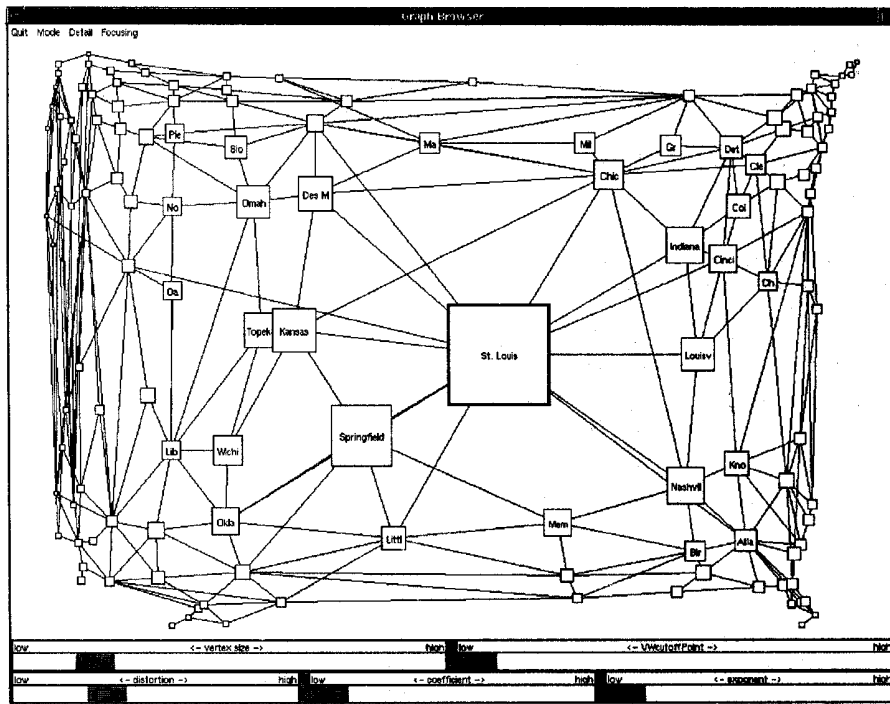 Graph Browser
Quit Mode Detail Focusing
Pie
Sio
Ma
Mil
Gr
Det
Cle
Chic
Omah
Des M
No
Col
Indiana
Cinci
Ch
Topek
Kansas
St. Louis
Louisv
Springfield
Lib
Wichi
Kno
Nashvil
Okla
Littl
Mem
Bir
Atla
low <- vertex size -> high low <- VWcutoffPoint -> high
low <- distortion -> high low <- coefficient -> high low <- exponent -> high